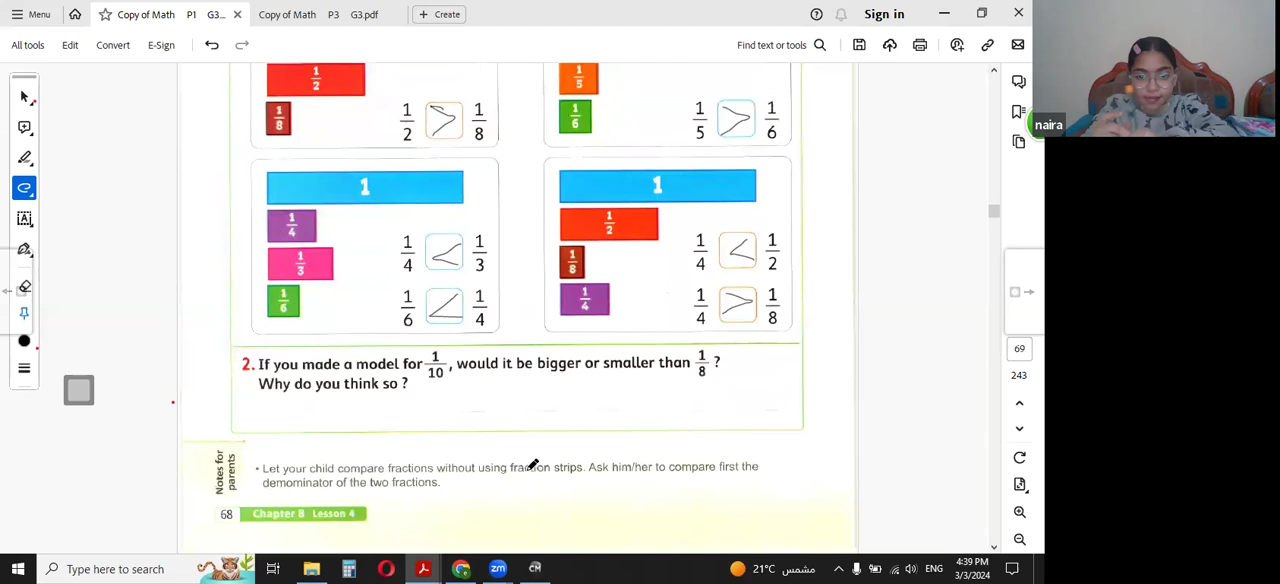 Menu
Copy of Math P1 G3...
Copy of Math P3 G3.pdf
Create
Sign in
All tools
Edit
Convert
E-Sign
Find text or tools
1/2
1/8
1/2 > 1/8
1/5
1/6
1/5 > 1/6
1
1/4
1/3
1/6
1/4 < 1/3
1/6 < 1/4
1
1/2
1/8
1/4
1/4 < 1/2
1/4 > 1/8
2. If you made a model for 1/10, would it be bigger or smaller than 1/8 ?
Why do you think so ?
Notes for
parents
• Let your child compare fractions without using fraction strips. Ask him/her to compare first the
demominator of the two fractions.
68 Chapter 8 Lesson 4
69
243
naira
Type here to search
zm
21°C مشمس
ENG
4:39 PM
3/3/2024